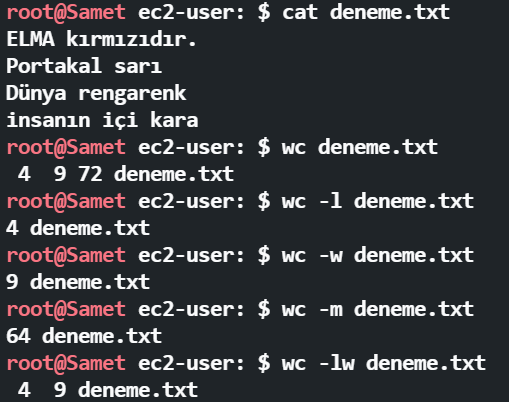 root@Samet ec2-user: $ cat deneme.txt
ELMA kırmızıdır.
Portakal sarı
Dünya rengarenk
insanın içi kara
root@Samet ec2-user: $ wc deneme.txt
 4  9 72 deneme.txt
root@Samet ec2-user: $ wc -l deneme.txt
4 deneme.txt
root@Samet ec2-user: $ wc -w deneme.txt
9 deneme.txt
root@Samet ec2-user: $ wc -m deneme.txt
64 deneme.txt
root@Samet ec2-user: $ wc -lw deneme.txt
 4  9 deneme.txt